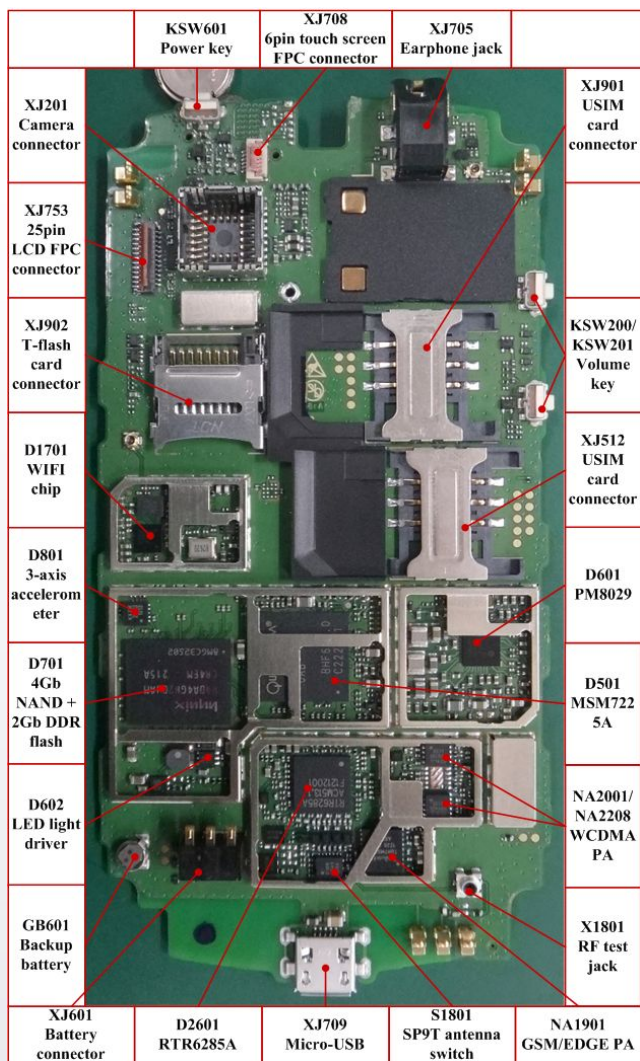 KSW601
Power key
XJ708
6pin touch screen
FPC connector
XJ705
Earphone jack
XJ201
Camera
connector
XJ901
USIM
card
connector
XJ753
25pin
LCD FPC
connector
XJ902
T-flash
card
connector
KSW200/
KSW201
Volume
key
D1701
WIFI
chip
XJ512
USIM
card
connector
D801
3-axis
accelerom
eter
D601
PM8029
D701
4Gb
NAND +
2Gb DDR
flash
D501
MSM722
5A
D602
LED light
driver
NA2001/
NA2208
WCDMA
PA
GB601
Backup
battery
X1801
RF test
jack
XJ601
Battery
connector
D2601
RTR6285A
XJ709
Micro-USB
S1801
SP9T antenna
switch
NA1901
GSM/EDGE PA
215A
RTR6285A
F1212001